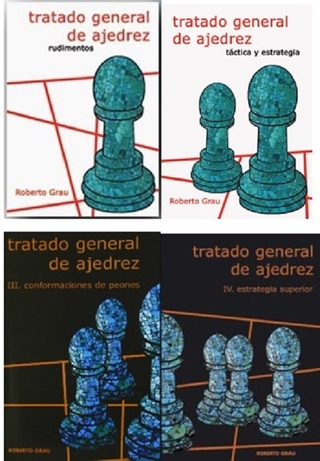 tratado general
de ajedrez
rudimentos
Roberto Grau
tratado general
de ajedrez
táctica y estrategia
Roberto Grau
tratado general
de ajedrez
III. conformaciones de peones
ROBERTO GRAU
tratado general
de ajedrez
IV. estrategia superior
ROBERTO GRAU